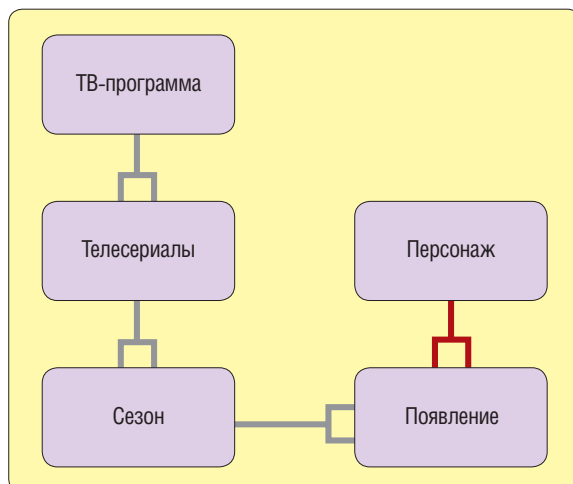 ТВ-программа
Телесериалы
Персонаж
Сезон
Появление